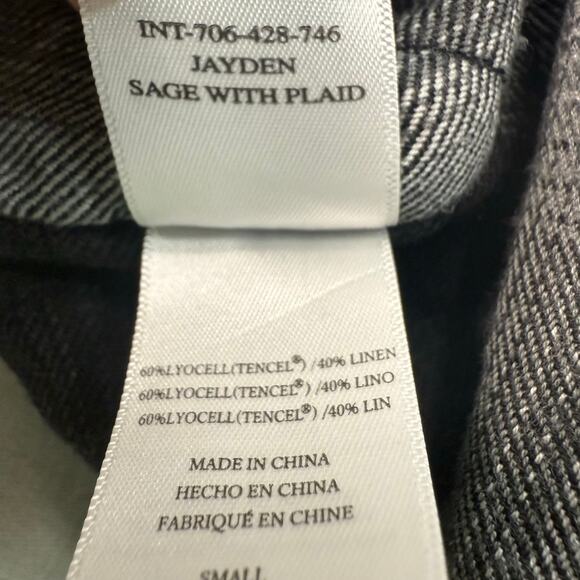 INT-706-428-746
JAYDEN
SAGE WITH PLAID
60%LYOCELL(TENCEL®) /40% LINEN
60%LYOCELL(TENCEL®) /40% LINO
60%LYOCELL(TENCEL®) /40% LIN
MADE IN CHINA
HECHO EN CHINA
FABRIQUÉ EN CHINE
SMALL